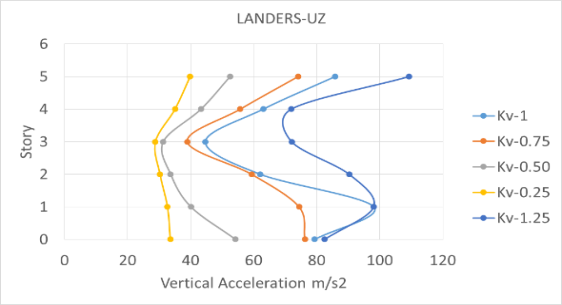 LANDERS-UZ
6
5
4
3
2
1
0
Story
0 20 40 60 80 100 120
Vertical Acceleration m/s2
Kv-1
Kv-0.75
Kv-0.50
Kv-0.25
Kv-1.25